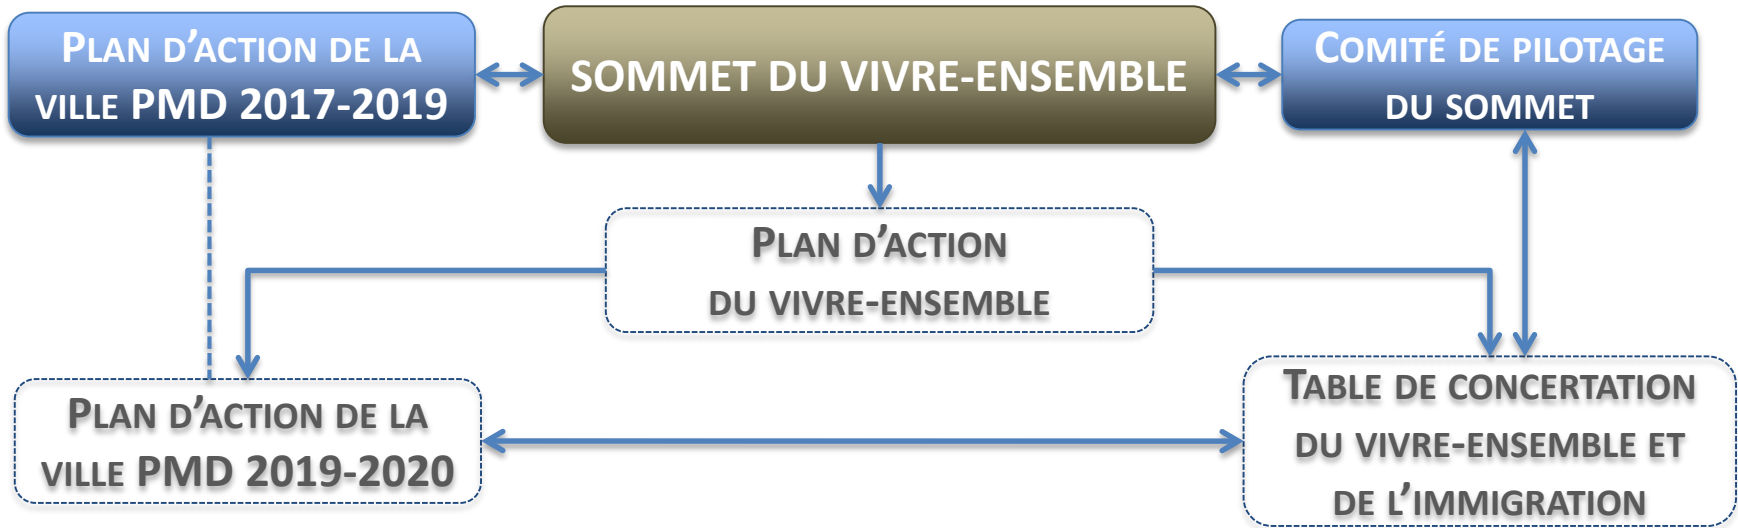 PLAN D’ACTION DE LA
VILLE PMD 2017-2019
SOMMET DU VIVRE-ENSEMBLE
COMITÉ DE PILOTAGE
DU SOMMET
PLAN D’ACTION
DU VIVRE-ENSEMBLE
PLAN D’ACTION DE LA
VILLE PMD 2019-2020
TABLE DE CONCERTATION
DU VIVRE-ENSEMBLE ET
DE L’IMMIGRATION